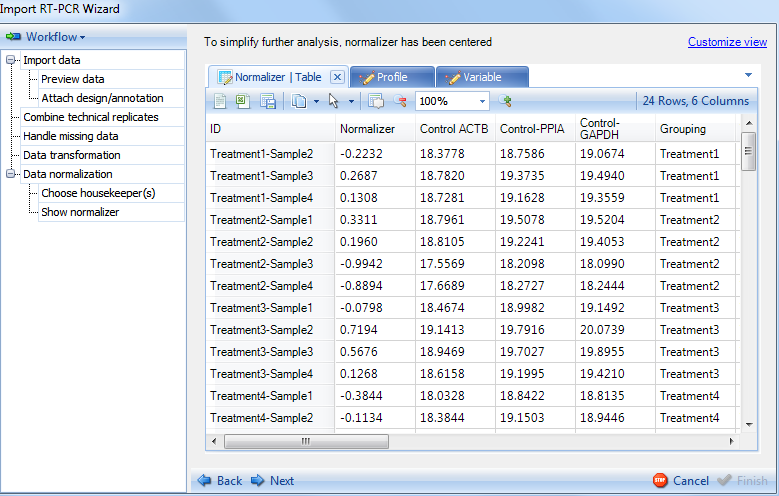 Import RT-PCR Wizard
Workflow
Import data
Preview data
Attach design/annotation
Combine technical replicates
Handle missing data
Data transformation
Data normalization
Choose housekeeper(s)
Show normalizer
To simplify further analysis, normalizer has been centered
Customize view
Normalizer | Table
Profile
Variable
100%
24 Rows, 6 Columns
ID Normalizer Control ACTB Control-PPIA Control-GAPDH Grouping
Treatment1-Sample2 -0.2232 18.3778 18.7586 19.0674 Treatment1
Treatment1-Sample3 0.2687 18.7820 19.3735 19.4940 Treatment1
Treatment1-Sample4 0.1308 18.7281 19.1628 19.3559 Treatment1
Treatment2-Sample1 0.3311 18.7961 19.5078 19.5204 Treatment2
Treatment2-Sample2 0.1960 18.8105 19.2241 19.4053 Treatment2
Treatment2-Sample3 -0.9942 17.5569 18.2098 18.0990 Treatment2
Treatment2-Sample4 -0.8894 17.6689 18.2727 18.2444 Treatment2
Treatment3-Sample1 -0.0798 18.4674 18.9982 19.1492 Treatment3
Treatment3-Sample2 0.7194 19.1413 19.7916 20.0739 Treatment3
Treatment3-Sample3 0.5676 18.9469 19.7027 19.8955 Treatment3
Treatment3-Sample4 0.1268 18.6158 19.1995 19.4210 Treatment3
Treatment4-Sample1 -0.3844 18.0328 18.8422 18.8135 Treatment4
Treatment4-Sample2 -0.1134 18.3844 19.1503 18.9446 Treatment4
Back Next
STOP Cancel Finish